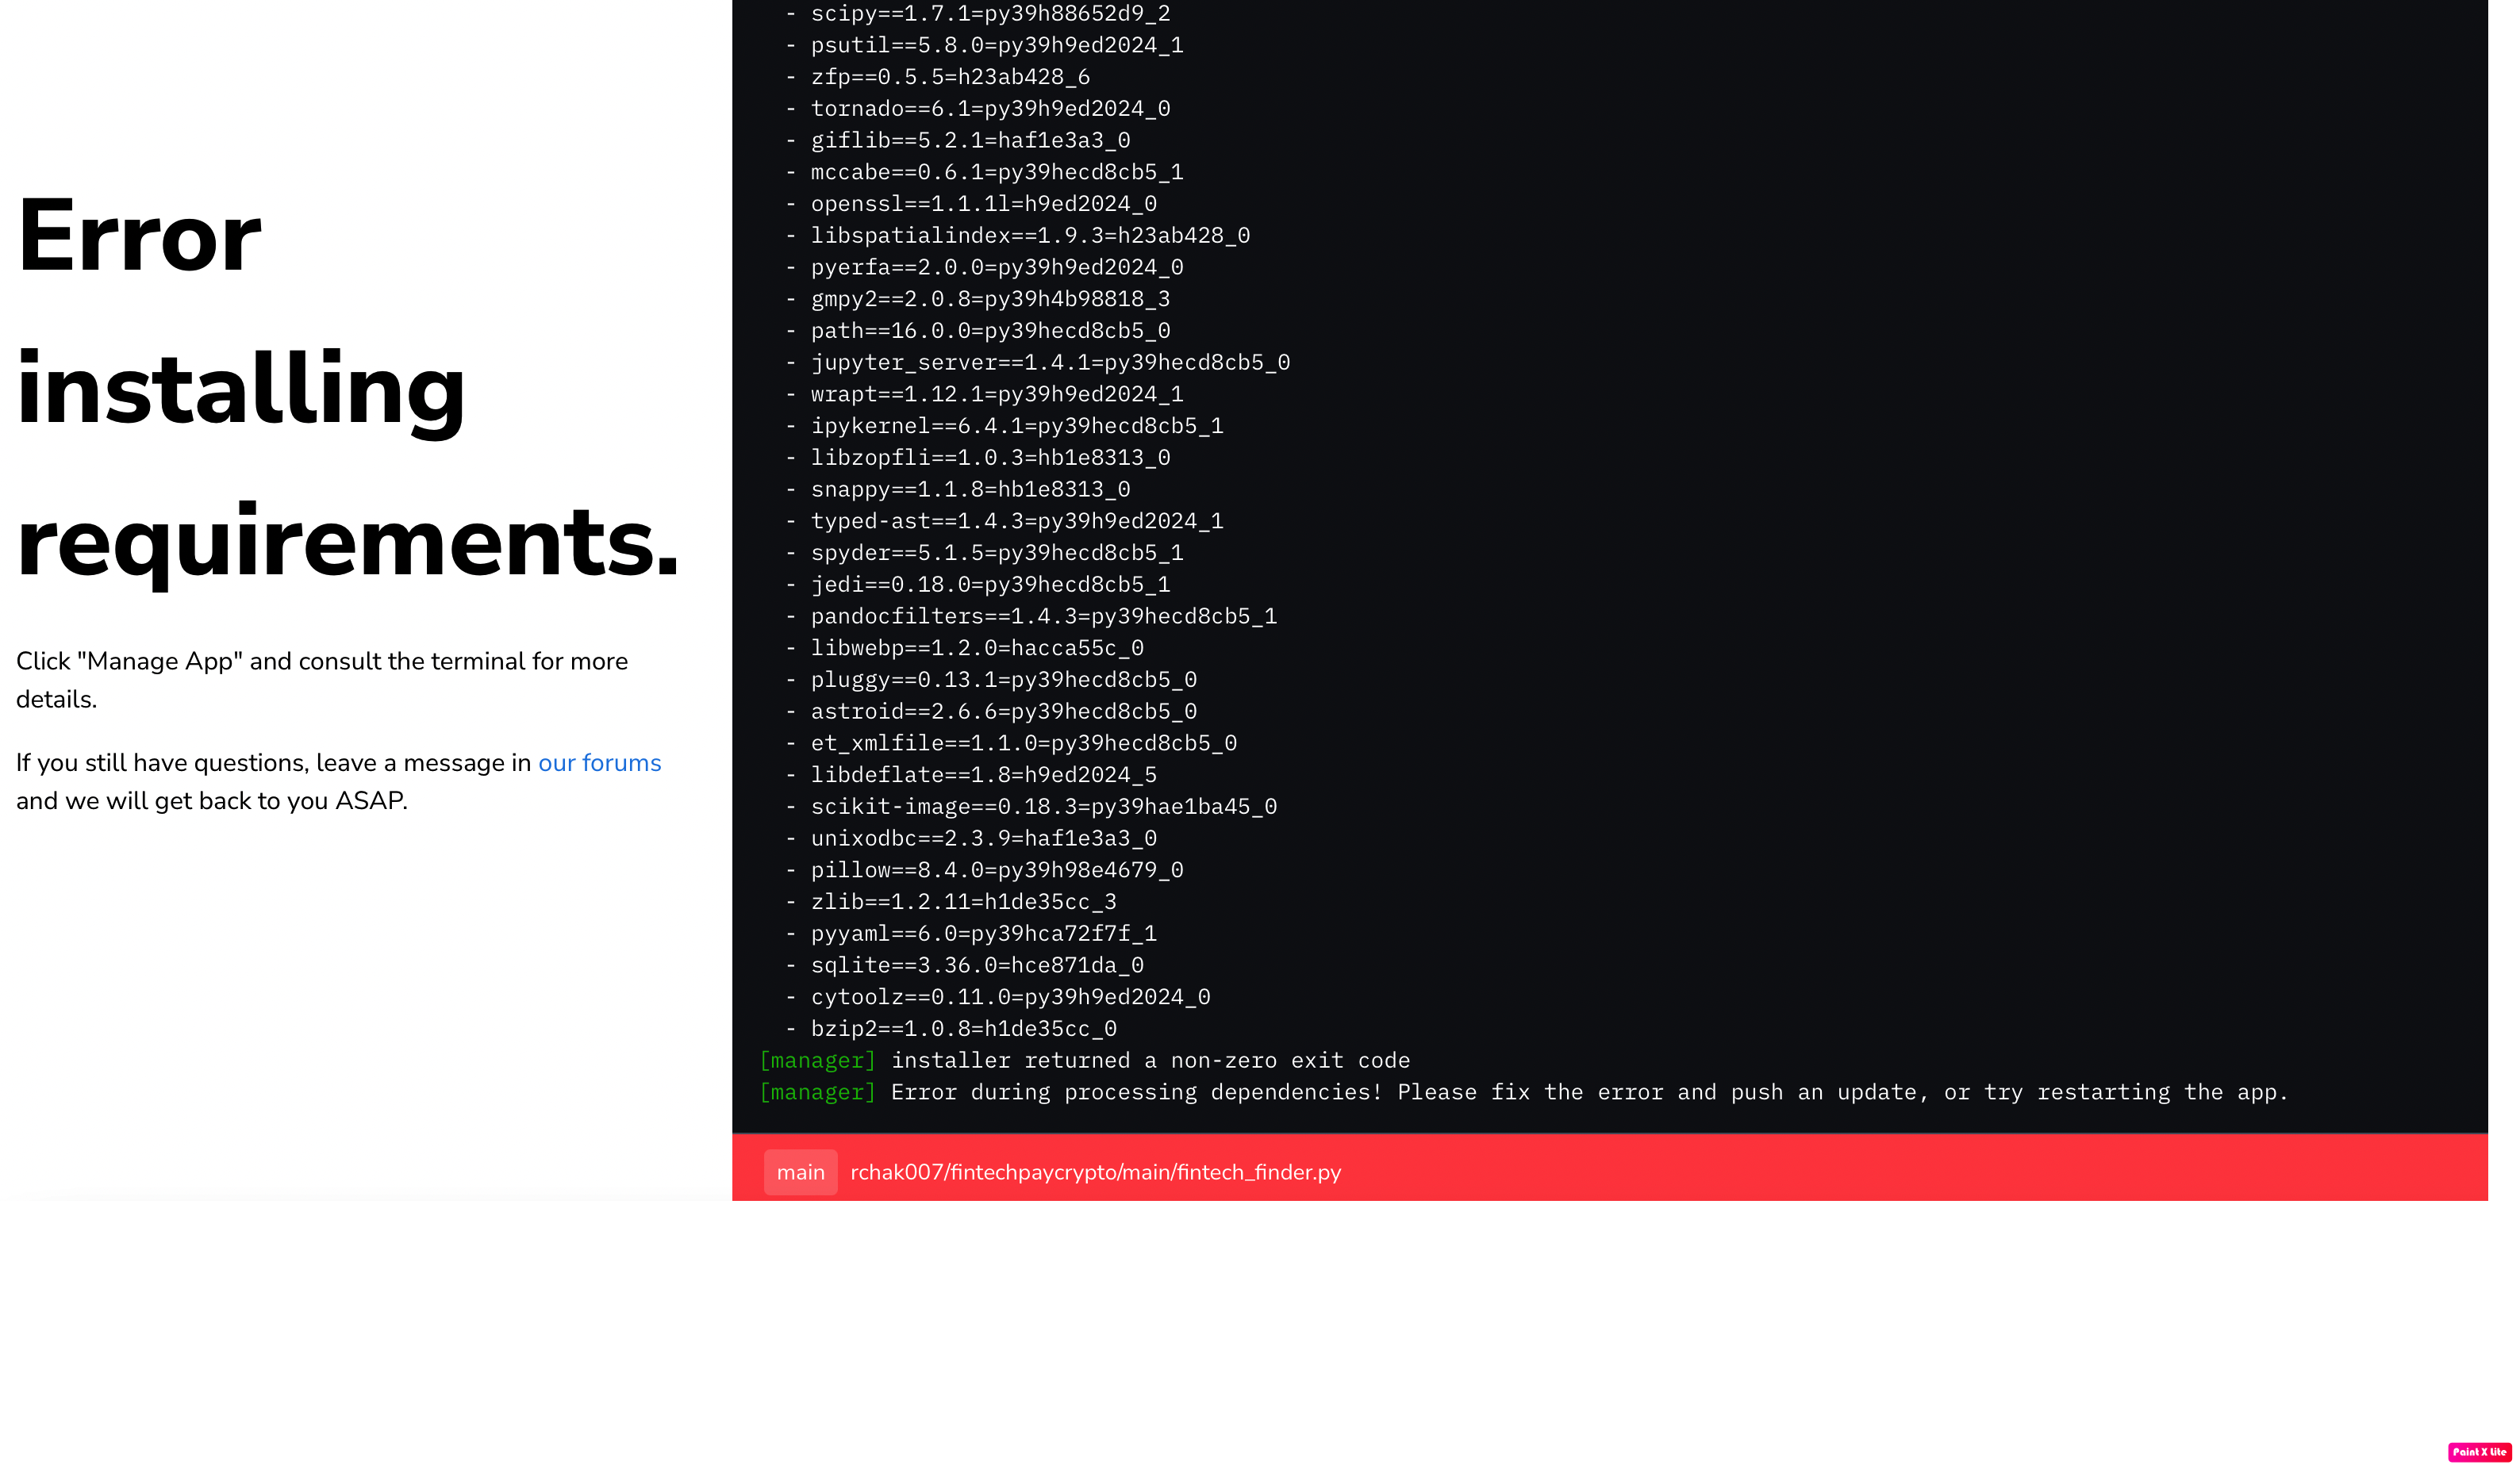 Error
installing
requirements.
Click "Manage App" and consult the terminal for more
details.
If you still have questions, leave a message in our forums
and we will get back to you ASAP.
- scipy==1.7.1=py39h88652d9_2
- psutil==5.8.0=py39h9ed2024_1
- zfp==0.5.5=h23ab428_6
- tornado==6.1=py39h9ed2024_0
- giflib==5.2.1=haf1e3a3_0
- mccabe==0.6.1=py39hecd8cb5_1
- openssl==1.1.1l=h9ed2024_0
- libspatialindex==1.9.3=h23ab428_0
- pyerfa==2.0.0=py39h9ed2024_0
- gmpy2==2.0.8=py39h4b98818_3
- path==16.0.0=py39hecd8cb5_0
- jupyter_server==1.4.1=py39hecd8cb5_0
- wrapt==1.12.1=py39h9ed2024_1
- ipykernel==6.4.1=py39hecd8cb5_1
- libzopfli==1.0.3=hb1e8313_0
- snappy==1.1.8=hb1e8313_0
- typed-ast==1.4.3=py39h9ed2024_1
- spyder==5.1.5=py39hecd8cb5_1
- jedi==0.18.0=py39hecd8cb5_1
- pandocfilters==1.4.3=py39hecd8cb5_1
- libwebp==1.2.0=hacca55c_0
- pluggy==0.13.1=py39hecd8cb5_0
- astroid==2.6.6=py39hecd8cb5_0
- et_xmlfile==1.1.0=py39hecd8cb5_0
- libdeflate==1.8=h9ed2024_5
- scikit-image==0.18.3=py39hae1ba45_0
- unixodbc==2.3.9=haf1e3a3_0
- pillow==8.4.0=py39h98e4679_0
- zlib==1.2.11=h1de35cc_3
- pyyaml==6.0=py39hca72f7f_1
- sqlite==3.36.0=hce871da_0
- cytoolz==0.11.0=py39h9ed2024_0
- bzip2==1.0.8=h1de35cc_0
[manager] installer returned a non-zero exit code
[manager] Error during processing dependencies! Please fix the error and push an update, or try restarting the app.
main rchak007/fintechpaycrypto/main/fintech_finder.py
Paint X Lite